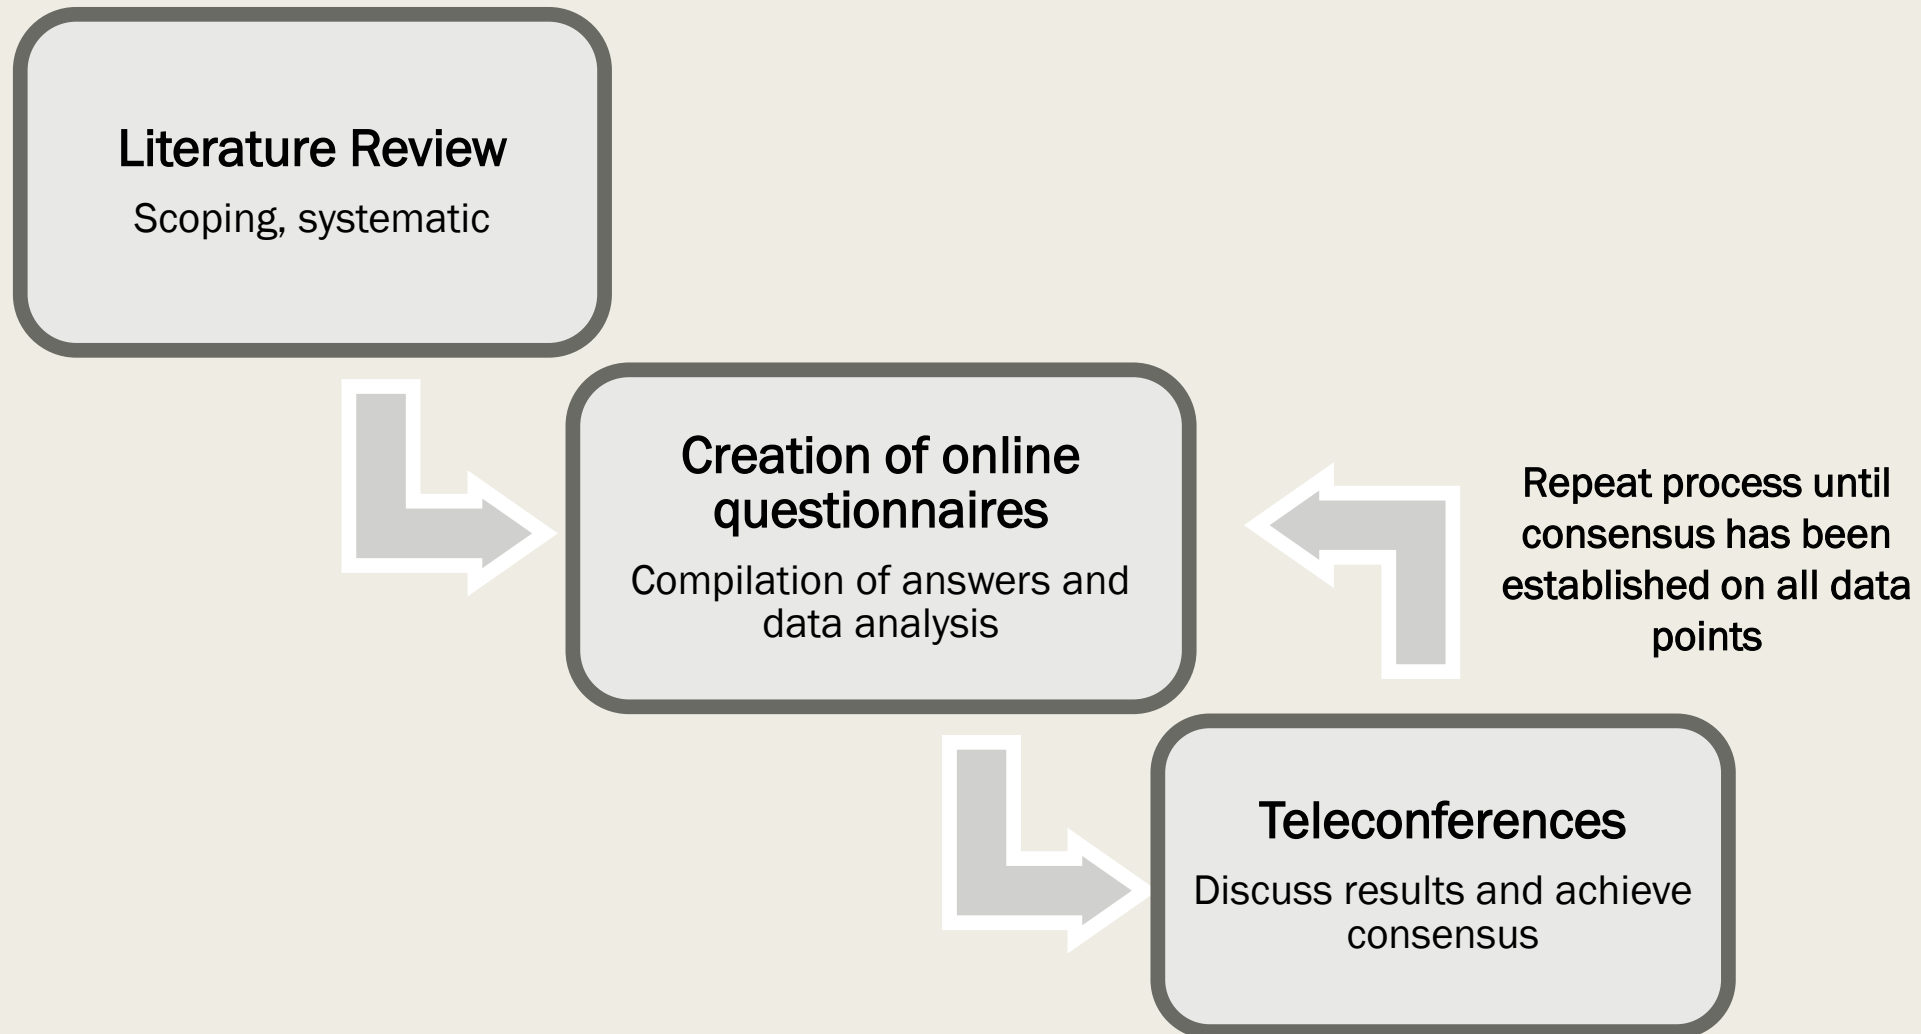 Literature Review
Scoping, systematic
Creation of online
questionnaires
Compilation of answers and
data analysis
Repeat process until
consensus has been
established on all data
points
Teleconferences
Discuss results and achieve
consensus